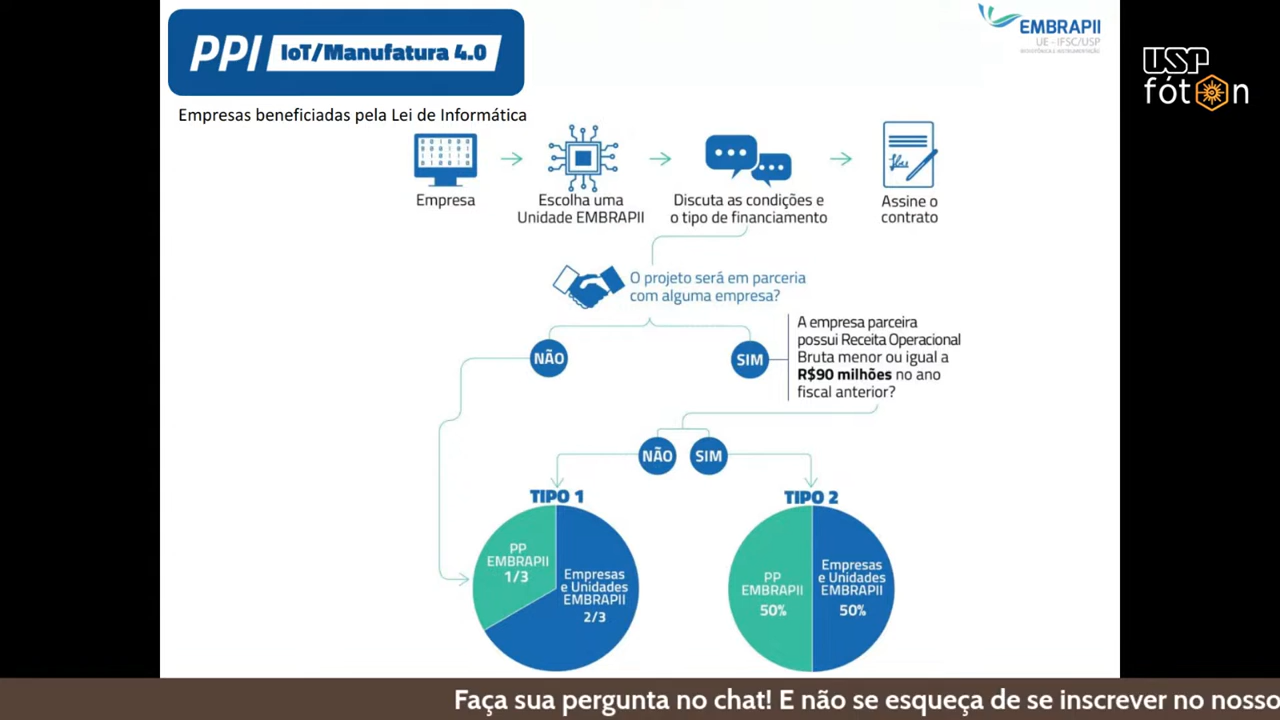 PPI IoT/Manufatura 4.0
EMBRAPII
UE - IFSC/USP
BIOFOTÔNICA E INSTRUMENTAÇÃO
USP
fóton
Empresas beneficiadas pela Lei de Informática
Empresa
Escolha uma
Unidade EMBRAPII
Discuta as condições e
o tipo de financiamento
Assine o
contrato
O projeto será em parceria
com alguma empresa?
NÃO
SIM
A empresa parceira
possui Receita Operacional
Bruta menor ou igual a
R$90 milhões no ano
fiscal anterior?
NÃO
SIM
TIPO 1
PP
EMBRAPII
1/3
Empresas
e Unidades
EMBRAPII
2/3
TIPO 2
PP
EMBRAPII
50%
Empresas
e Unidades
EMBRAPII
50%
Faça sua pergunta no chat! E não se esqueça de se inscrever no nosso